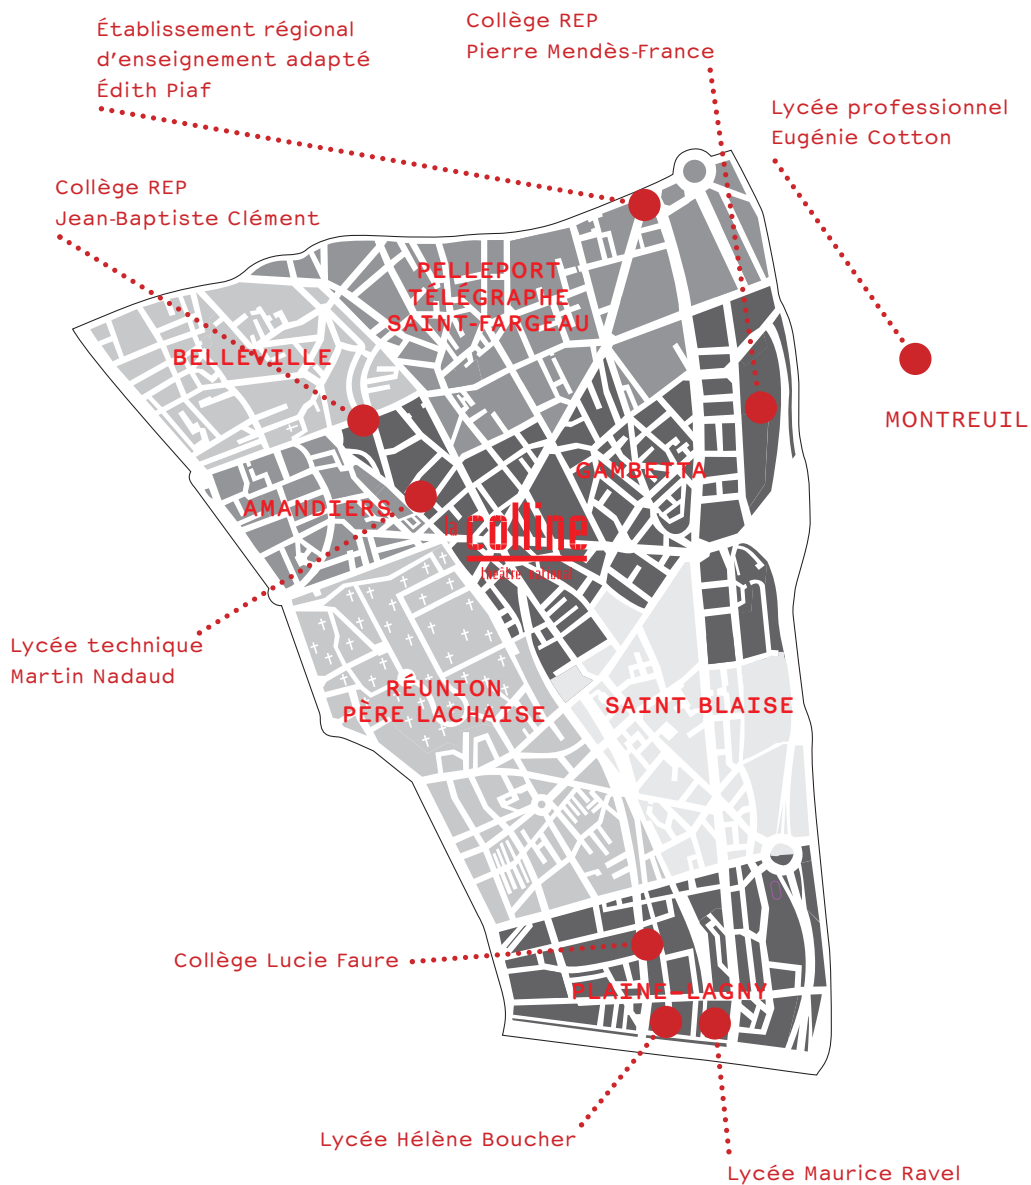 Établissement régional
d'enseignement adapté
Édith Piaf
Collège REP
Pierre Mendès-France
Lycée professionnel
Eugénie Cotton
Collège REP
Jean-Baptiste Clément
PELLEPORT
TÉLÉGRAPHE
SAINT-FARGEAU
BELLEVILLE
MONTREUIL
GAMBETTA
AMANDIERS
la colline
théâtre national
Lycée technique
Martin Nadaud
RÉUNION
PÈRE LACHAISE
SAINT BLAISE
Collège Lucie Faure
PLAINE-LAGNY
Lycée Hélène Boucher
Lycée Maurice Ravel